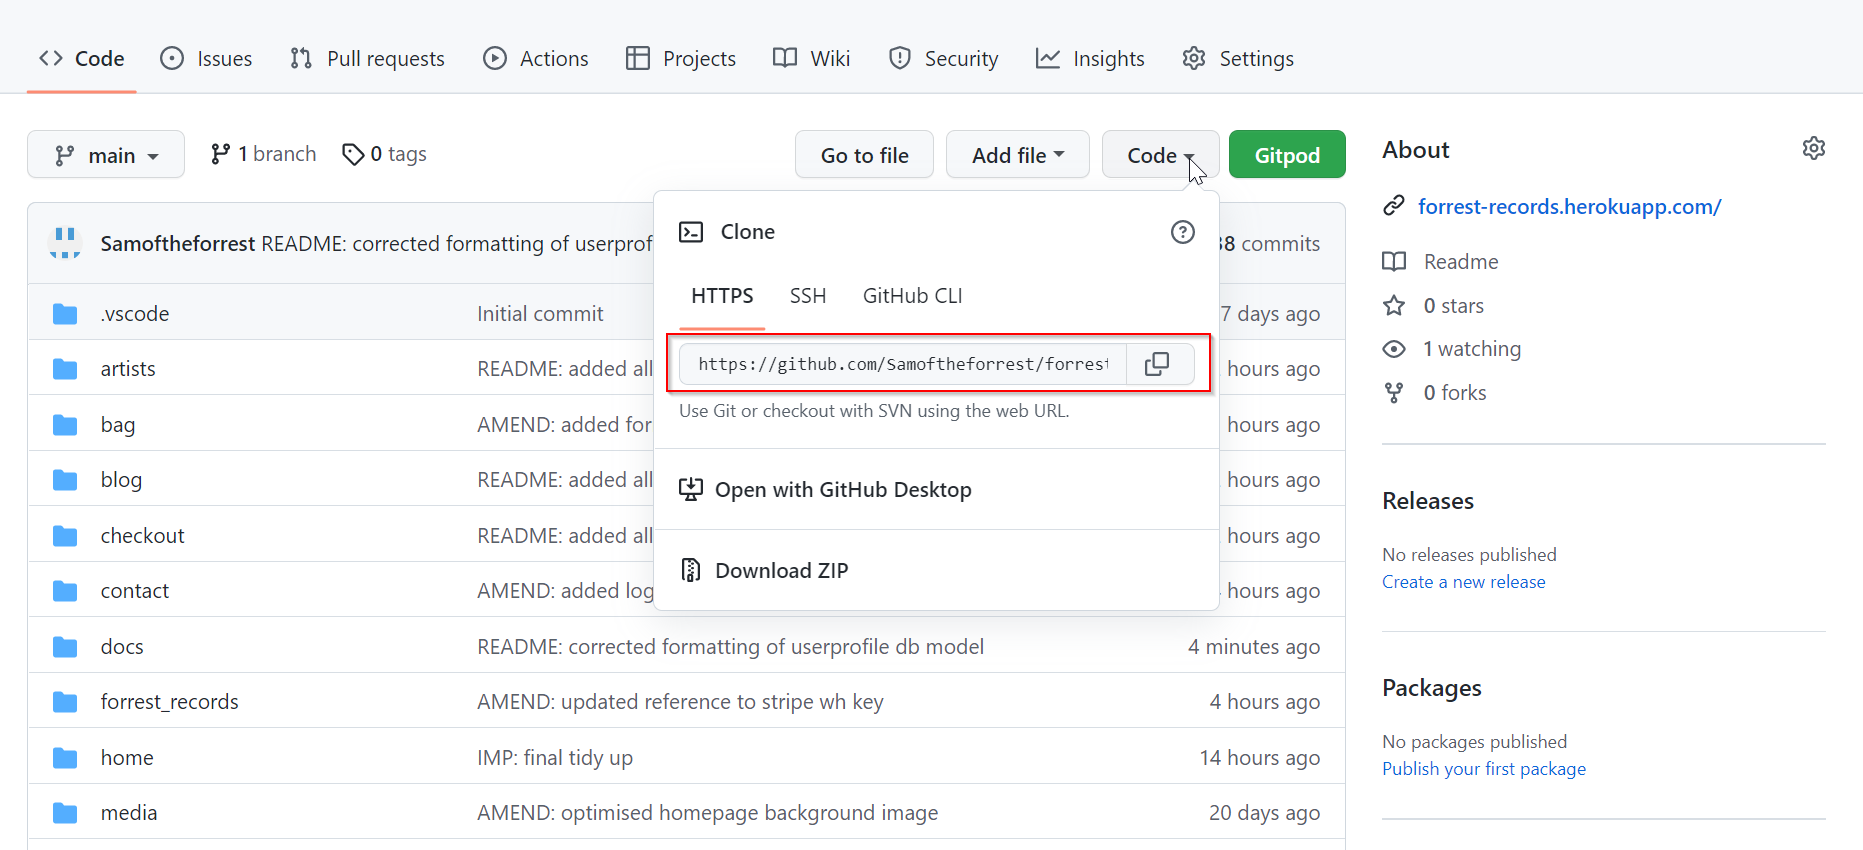 Code Issues Pull requests Actions Projects Wiki Security Insights Settings
main 1 branch 0 tags Go to file Add file Code Gitpod
Samoftheforrest README: corrected formatting of commits
.vscode Initial commit 7 days ago
artists README: added all hours ago
bag AMEND: added for hours ago
blog README: added all hours ago
checkout README: added all hours ago
contact AMEND: added log hours ago
docs README: corrected formatting of userprofile db model 4 minutes ago
forrest_records AMEND: updated reference to stripe wh key 4 hours ago
home IMP: final tidy up 14 hours ago
media AMEND: optimised homepage background image 20 days ago
Clone
HTTPS SSH GitHub CLI
https://github.com/Samoftheforrest/forrest
Use Git or checkout with SVN using the web URL.
Open with GitHub Desktop
Download ZIP
About
forrest-records.herokuapp.com/
Readme
0 stars
1 watching
0 forks
Releases
No releases published
Create a new release
Packages
No packages published
Publish your first package